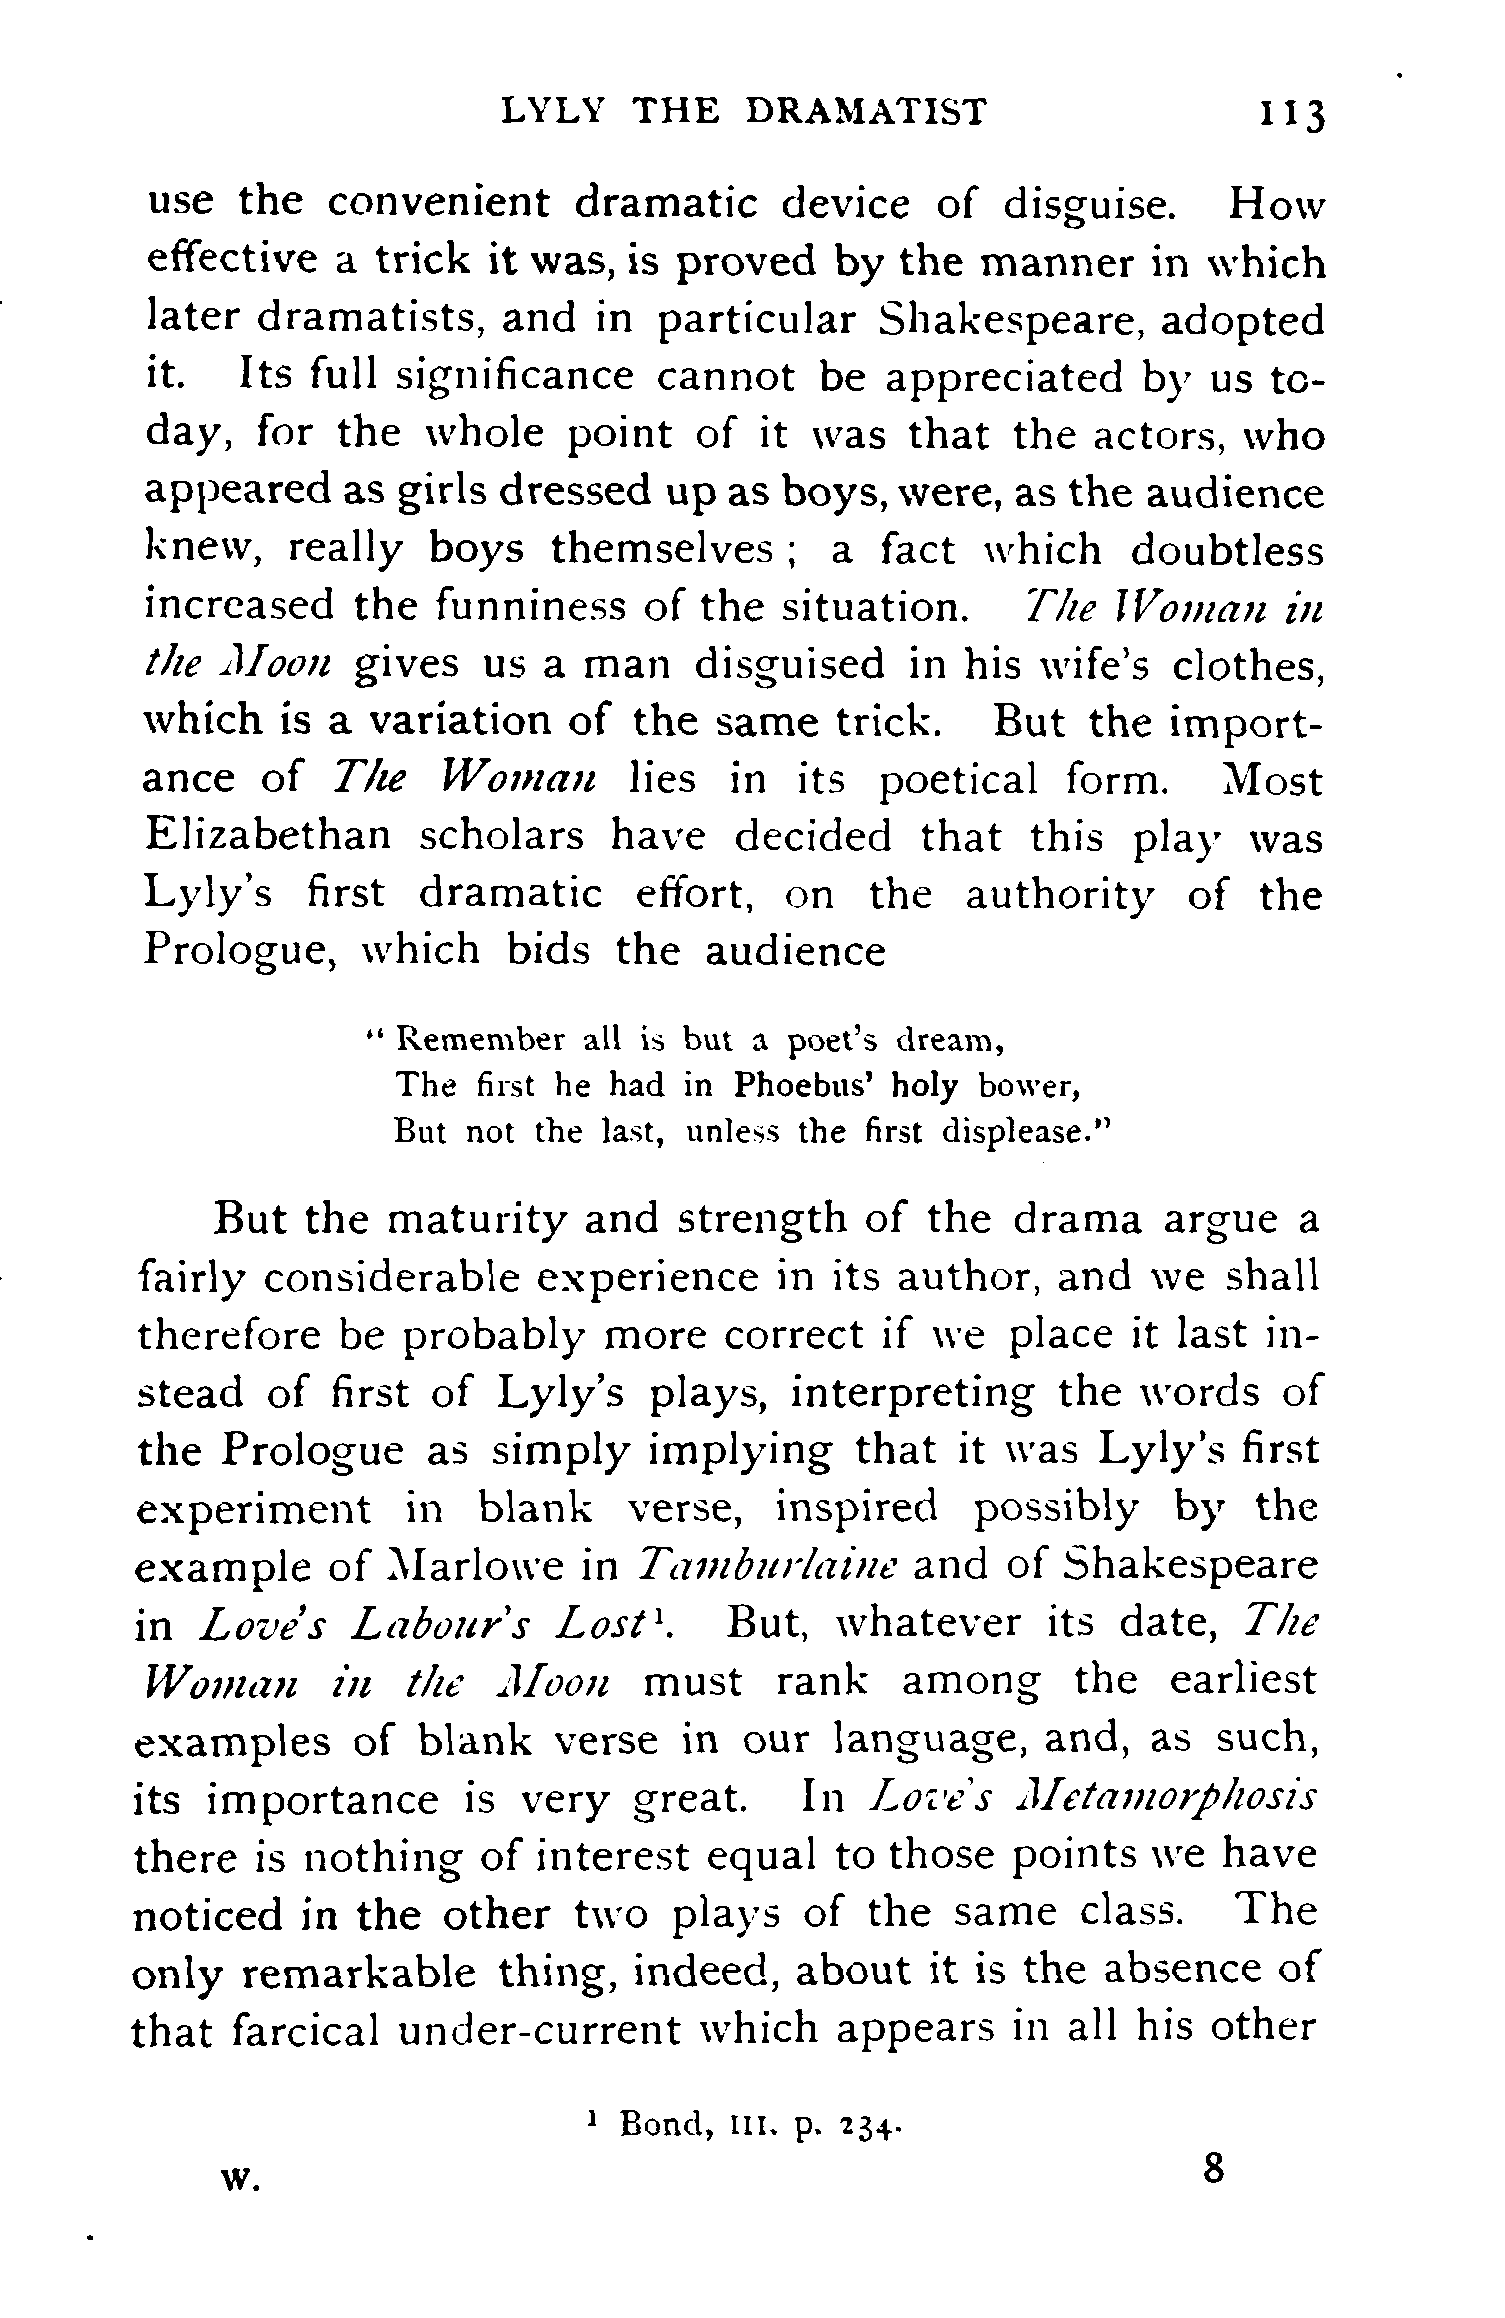 LYLY THE DRAMATIST 113
use the convenient dramatic device of disguise. How
effective a trick it was, is proved by the manner in which
later dramatists, and in particular Shakespeare, adopted
it. Its full significance cannot be appreciated by us to-
day, for the whole point of it was that the actors, who
appeared as girls dressed up as boys, were, as the audience
knew, really boys themselves ; a fact which doubtless
increased the funniness of the situation. The Woman in
the Moon gives us a man disguised in his wife's clothes,
which is a variation of the same trick. But the import-
ance of The Woman lies in its poetical form. Most
Elizabethan scholars have decided that this play was
Lyly's first dramatic effort, on the authority of the
Prologue, which bids the audience
“ Remember all is but a poet's dream,
The first he had in Phoebus' holy bower,
But not the last, unless the first displease.”
But the maturity and strength of the drama argue a
fairly considerable experience in its author, and we shall
therefore be probably more correct if we place it last in-
stead of first of Lyly's plays, interpreting the words of
the Prologue as simply implying that it was Lyly's first
experiment in blank verse, inspired possibly by the
example of Marlowe in Tamburlaine and of Shakespeare
in Love's Labour's Lost¹. But, whatever its date, The
Woman in the Moon must rank among the earliest
examples of blank verse in our language, and, as such,
its importance is very great. In Love's Metamorphosis
there is nothing of interest equal to those points we have
noticed in the other two plays of the same class. The
only remarkable thing, indeed, about it is the absence of
that farcical under-current which appears in all his other
¹ Bond, III. p. 234.
W. 8